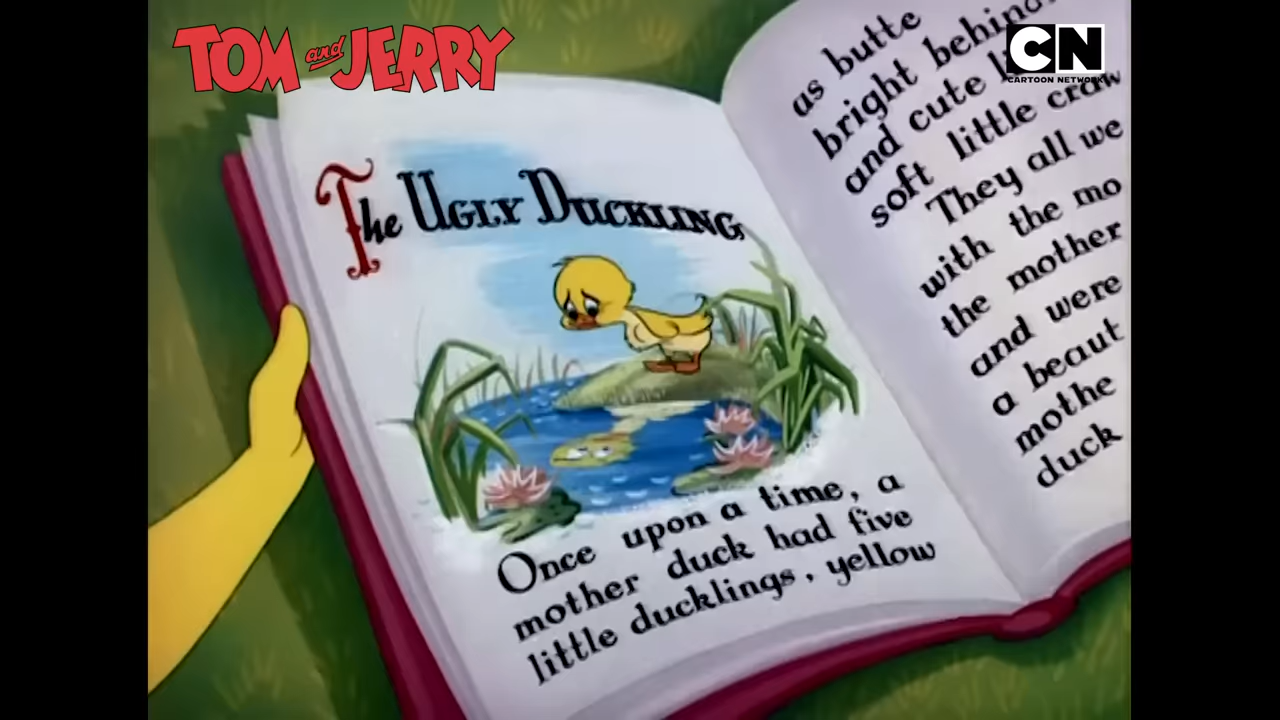 TOM and JERRY
CN
CARTOON NETWORK
The UGLY DUCKLING
Once upon a time, a
mother duck had five
little ducklings, yellow
as butte
bright behind
and cute
soft little craw
They all we
with the mo
the mother
and were
a beaut
mothe
duck